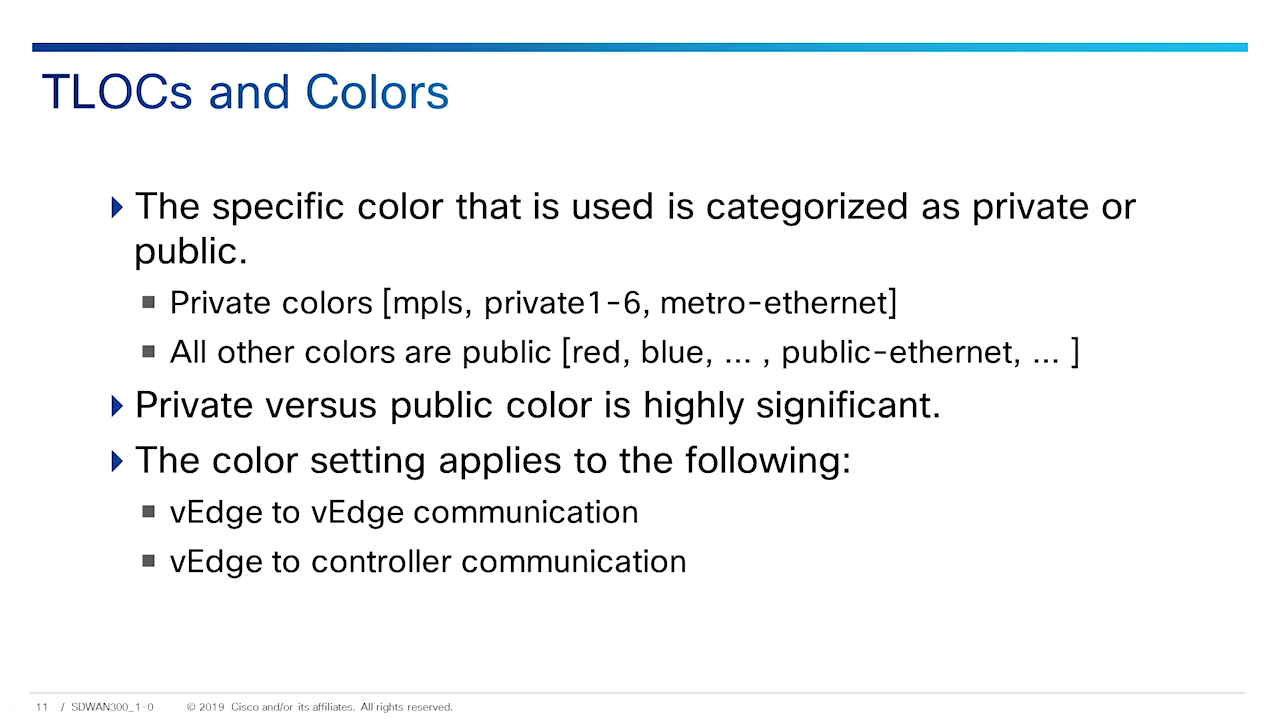 TLOCs and Colors
The specific color that is used is categorized as private or
public.
Private colors [mpls, private1-6, metro-ethernet]
All other colors are public [red, blue, ... , public-ethernet, ... ]
Private versus public color is highly significant.
The color setting applies to the following:
vEdge to vEdge communication
vEdge to controller communication
11 / SDWAN300_1-0 © 2019 Cisco and/or its affiliates. All rights reserved.